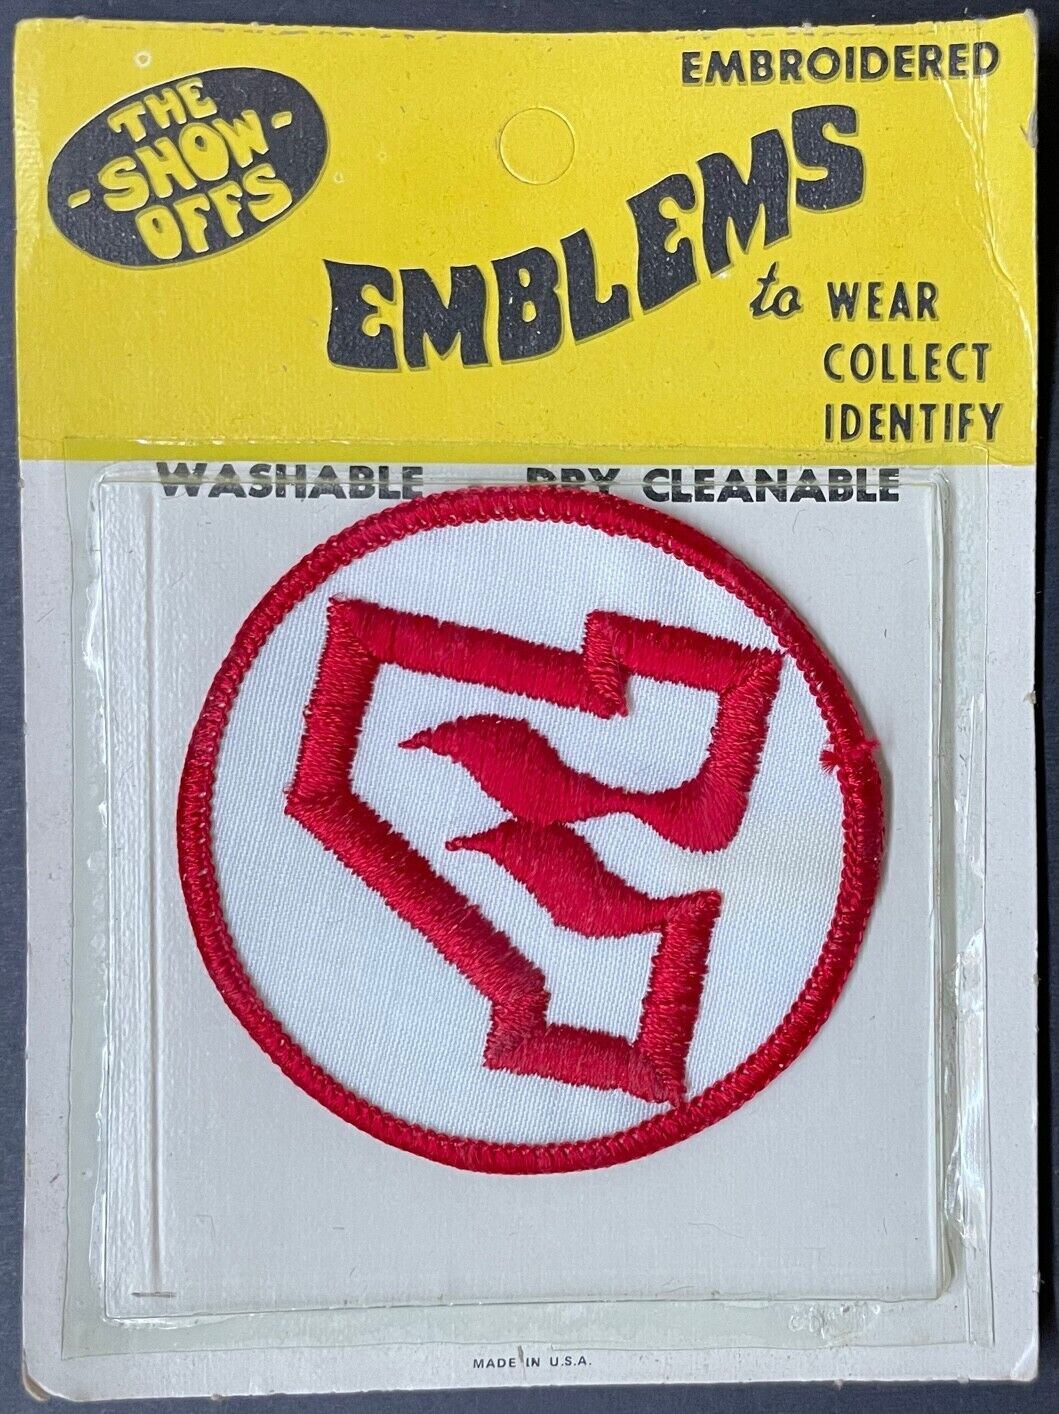 THE
-SHOW-
OFFS
EMBROIDERED
EMBLEMS
to WEAR
COLLECT
IDENTIFY
WASHABLE - DRY CLEANABLE
MADE IN U.S.A.